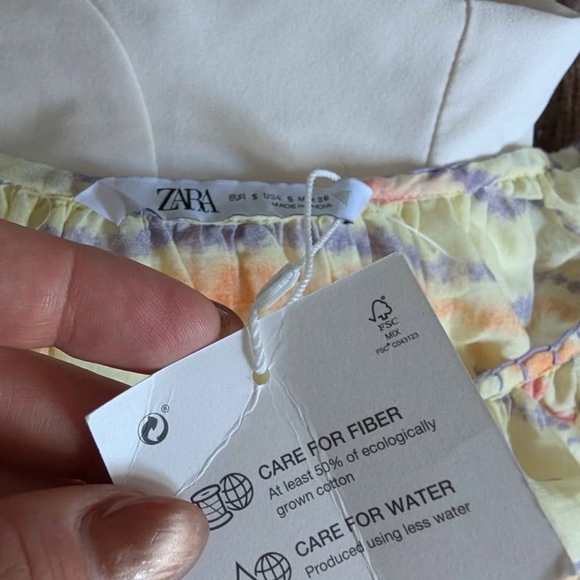 ZARA EUR S USA S MEX 26
MADE IN INDIA
®
FSC
MIX
FSC® C043123
CARE FOR FIBER
At least 50% of ecologically
grown cotton
CARE FOR WATER
Produced using less water